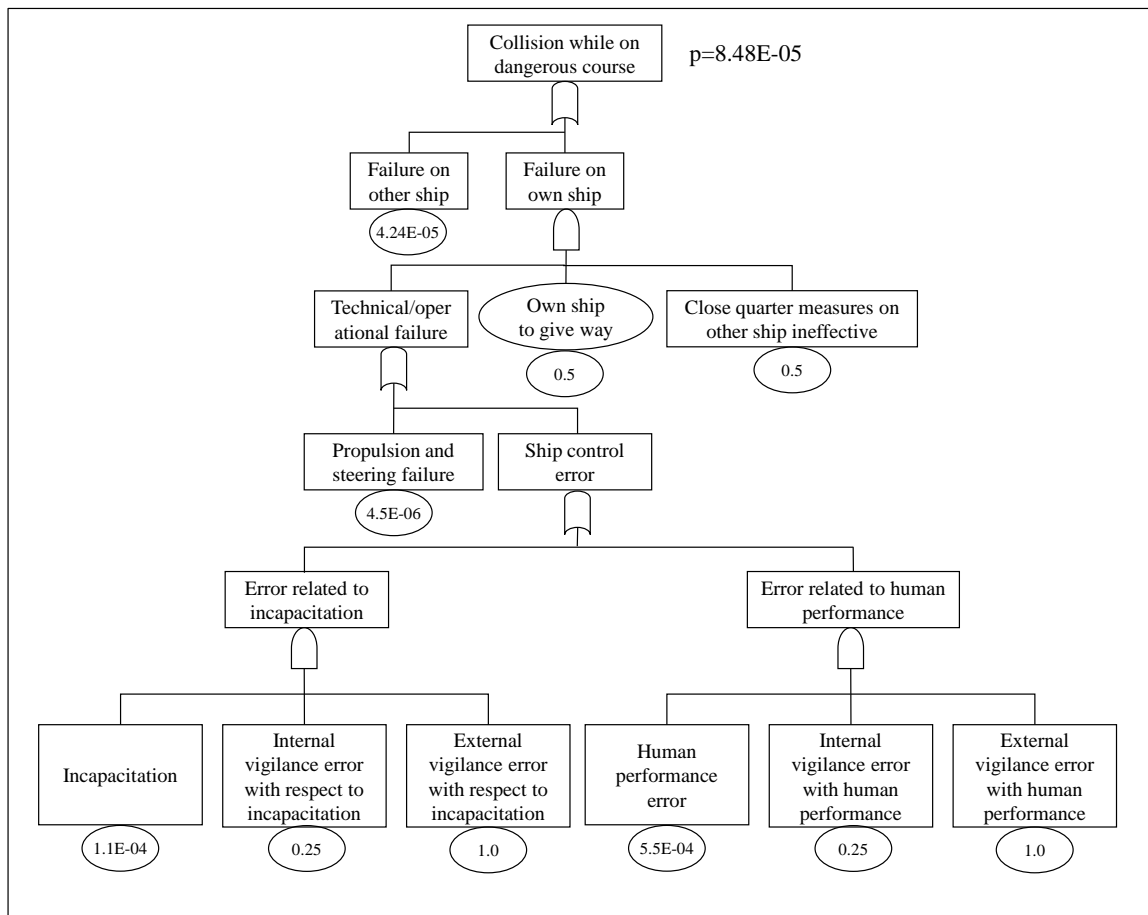 Collision while on
dangerous course
p=8.48E-05
Failure on
other ship
Failure on
own ship
4.24E-05
Technical/oper
ational failure
Own ship
to give way
Close quarter measures on
other ship ineffective
0.5
0.5
Propulsion and
steering failure
Ship control
error
4.5E-06
Error related to
incapacitation
Error related to human
performance
Incapacitation
Internal
vigilance error
with respect to
incapacitation
External
vigilance error
with respect to
incapacitation
Human
performance
error
Internal
vigilance error
with human
performance
External
vigilance error
with human
performance
1.1E-04
0.25
1.0
5.5E-04
0.25
1.0